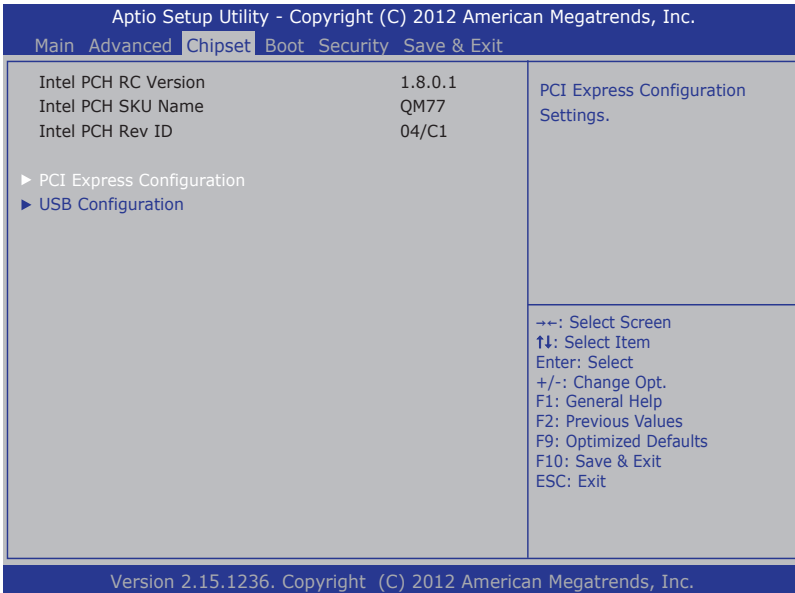 Aptio Setup Utility - Copyright (C) 2012 American Megatrends, Inc.
Main Advanced Chipset Boot Security Save & Exit
Intel PCH RC Version 1.8.0.1
Intel PCH SKU Name QM77
Intel PCH Rev ID 04/C1
► PCI Express Configuration
► USB Configuration
PCI Express Configuration
Settings.
→←: Select Screen
↑↓: Select Item
Enter: Select
+/-: Change Opt.
F1: General Help
F2: Previous Values
F9: Optimized Defaults
F10: Save & Exit
ESC: Exit
Version 2.15.1236. Copyright (C) 2012 American Megatrends, Inc.